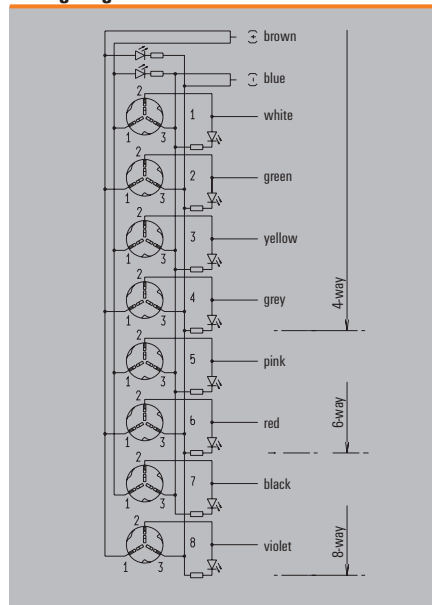 (+) brown
(-) blue
2
1 3
1 white
2
1 3
2 green
2
1 3
3 yellow
2
1 3
4 grey
4-way
2
1 3
5 pink
2
1 3
6 red
6-way
2
1 3
7 black
2
1 3
8 violet
8-way